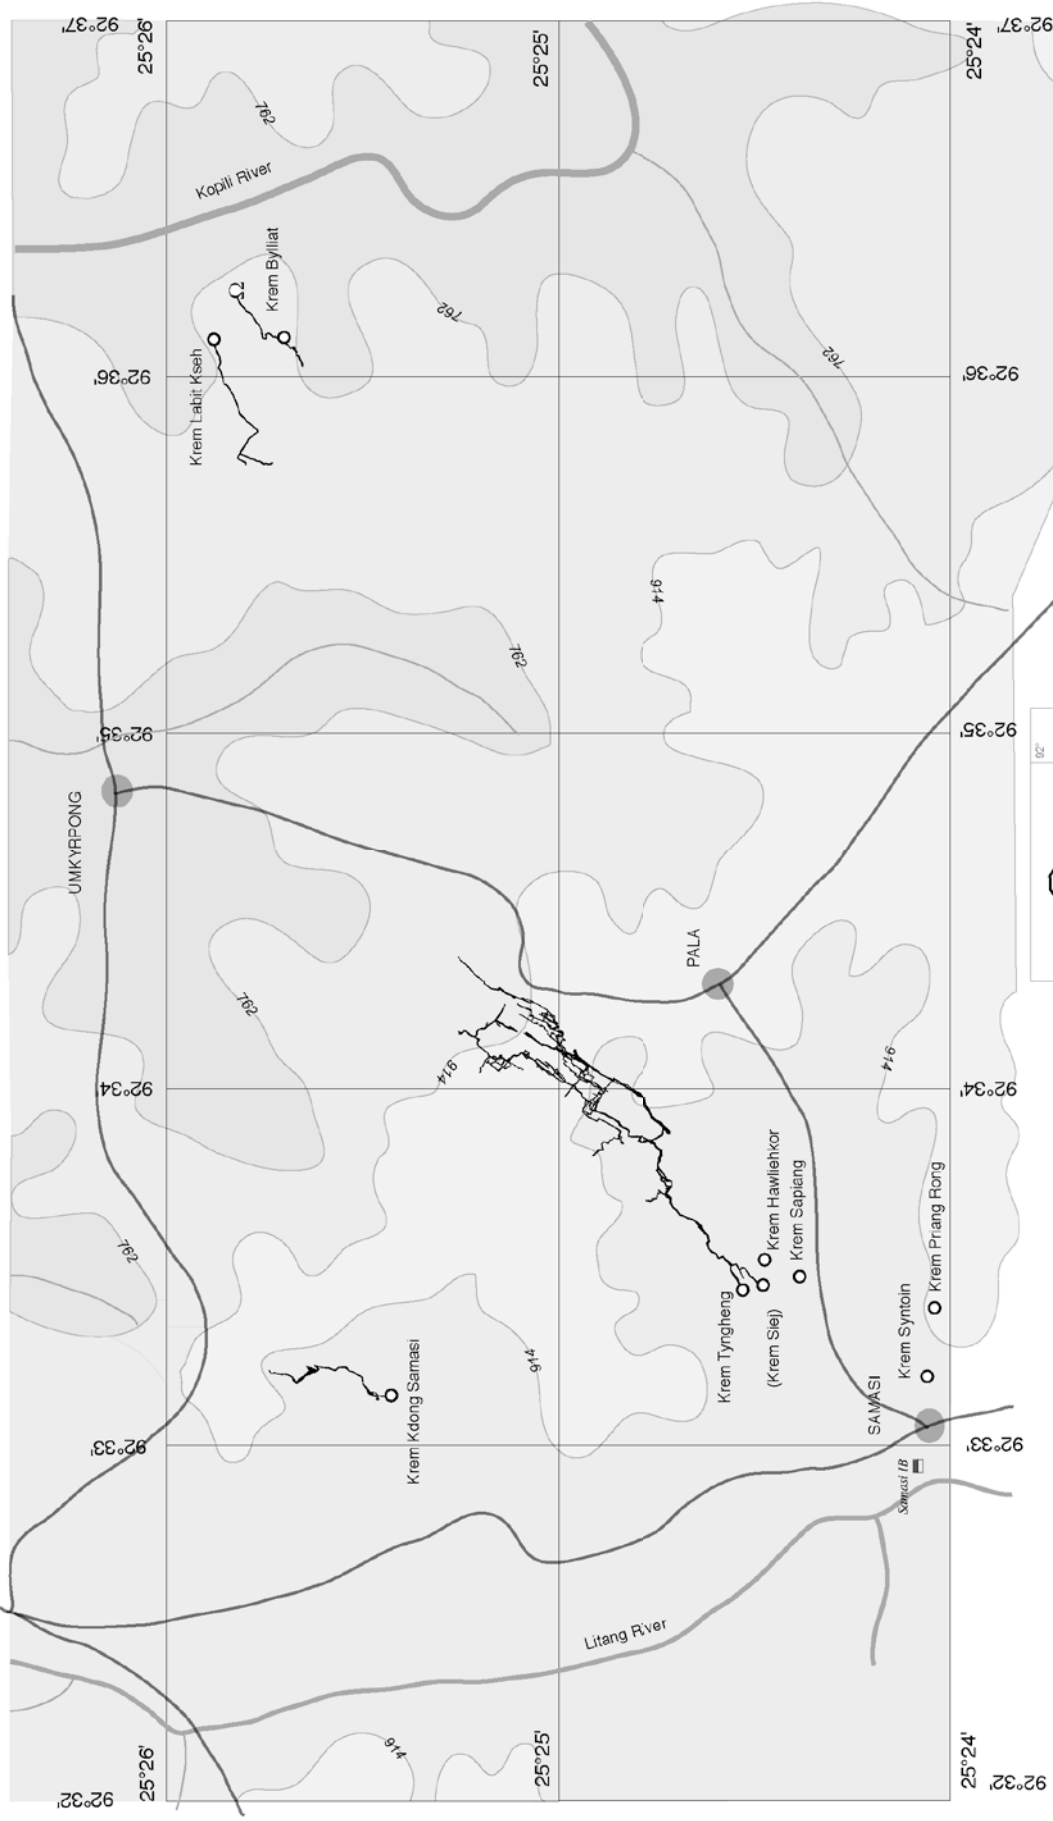 92°32'
92°33'
92°34'
92°35'
92°36'
92°37'
25°26'
25°26'
UMKYRPONG
Kopili River
Krem Labit Kseh
Krem Bylliat
Ω
762
762
762
762
762
762
Krem Kdong Samasi
914
914
914
914
914
25°25'
25°25'
Litang River
PALA
Krem Tyngheng
(Krem Siej)
Krem Hawliehkor
Krem Sapiang
SAMASI
Samasi IB
Krem Syntoin
Krem Priang Rong
25°24'
25°24'
92°32'
92°33'
92°34'
92°35'
92°36'
92°37'
92°